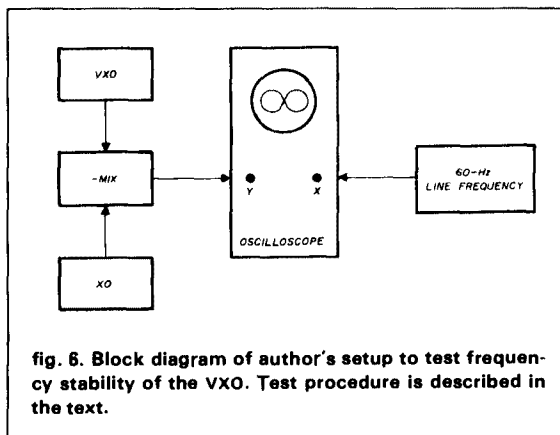 VXO
-MIX
XO
Y X
OSCILLOSCOPE
60-Hz
LINE FREQUENCY
fig. 6. Block diagram of author's setup to test frequen-
cy stability of the VXO. Test procedure is described in
the text.